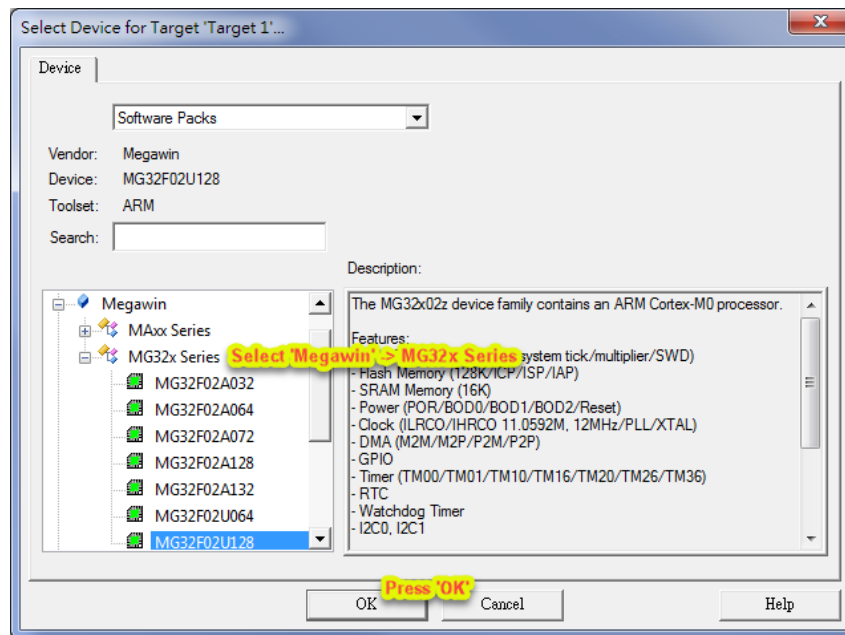 Select Device for Target 'Target 1'...
Device
Software Packs
Vendor: Megawin
Device: MG32F02U128
Toolset: ARM
Search:
Description:
Megawin
MAxx Series
MG32x Series
MG32F02A032
MG32F02A064
MG32F02A072
MG32F02A128
MG32F02A132
MG32F02U064
MG32F02U128
Select 'Megawin' -> MG32x Series
The MG32x02z device family contains an ARM Cortex-M0 processor.
Features:
system tick/multiplier/SWD)
- Flash Memory (128K/ICP/ISP/IAP)
- SRAM Memory (16K)
- Power (POR/BOD0/BOD1/BOD2/Reset)
- Clock (ILRCO/IHRCO 11.0592M, 12MHz/PLL/XTAL)
- DMA (M2M/M2P/P2M/P2P)
- GPIO
- Timer (TM00/TM01/TM10/TM16/TM20/TM26/TM36)
- RTC
- Watchdog Timer
- I2C0, I2C1
Press 'OK'
OK Cancel Help